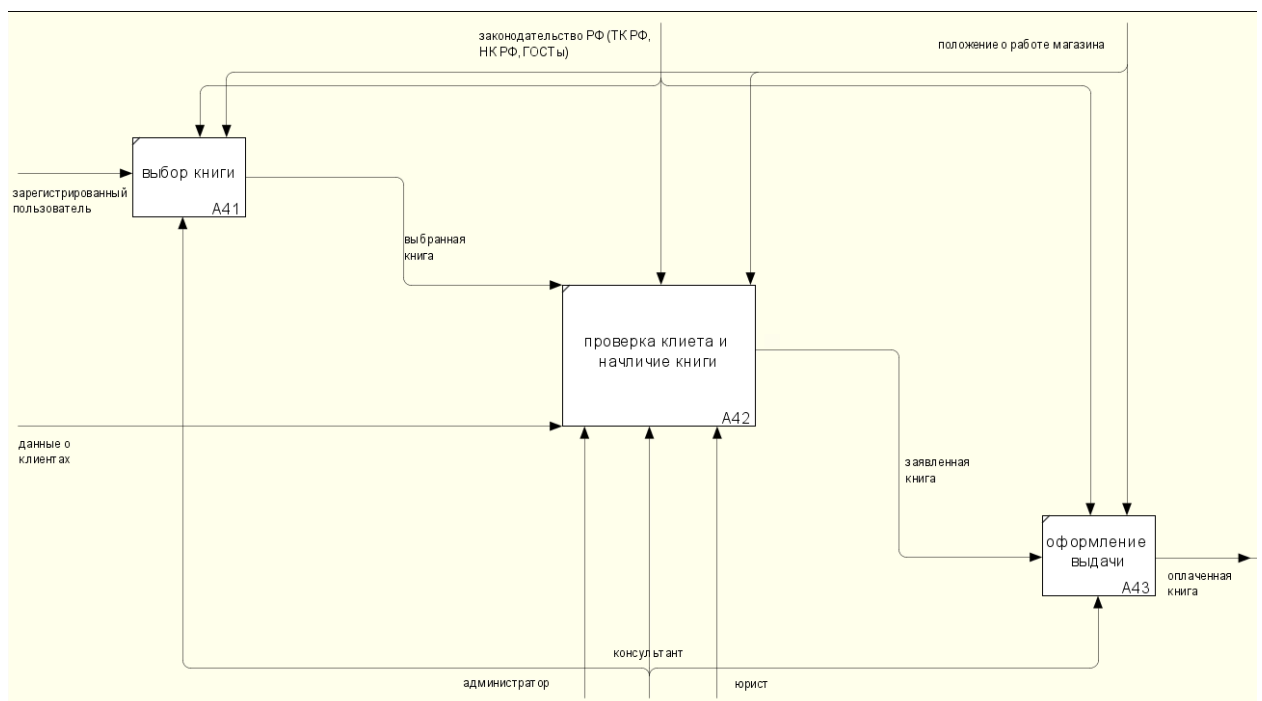 законодательство РФ (ТК РФ,
НК РФ, ГОСТы)
положение о работе магазина
выбор книги
A41
зарегистрированный
пользователь
выбранная
книга
проверка клиета и
начличие книги
A42
данные о
клиентах
заявленная
книга
оформление
выдачи
A43
оплаченная
книга
консультант
администратор
юрист